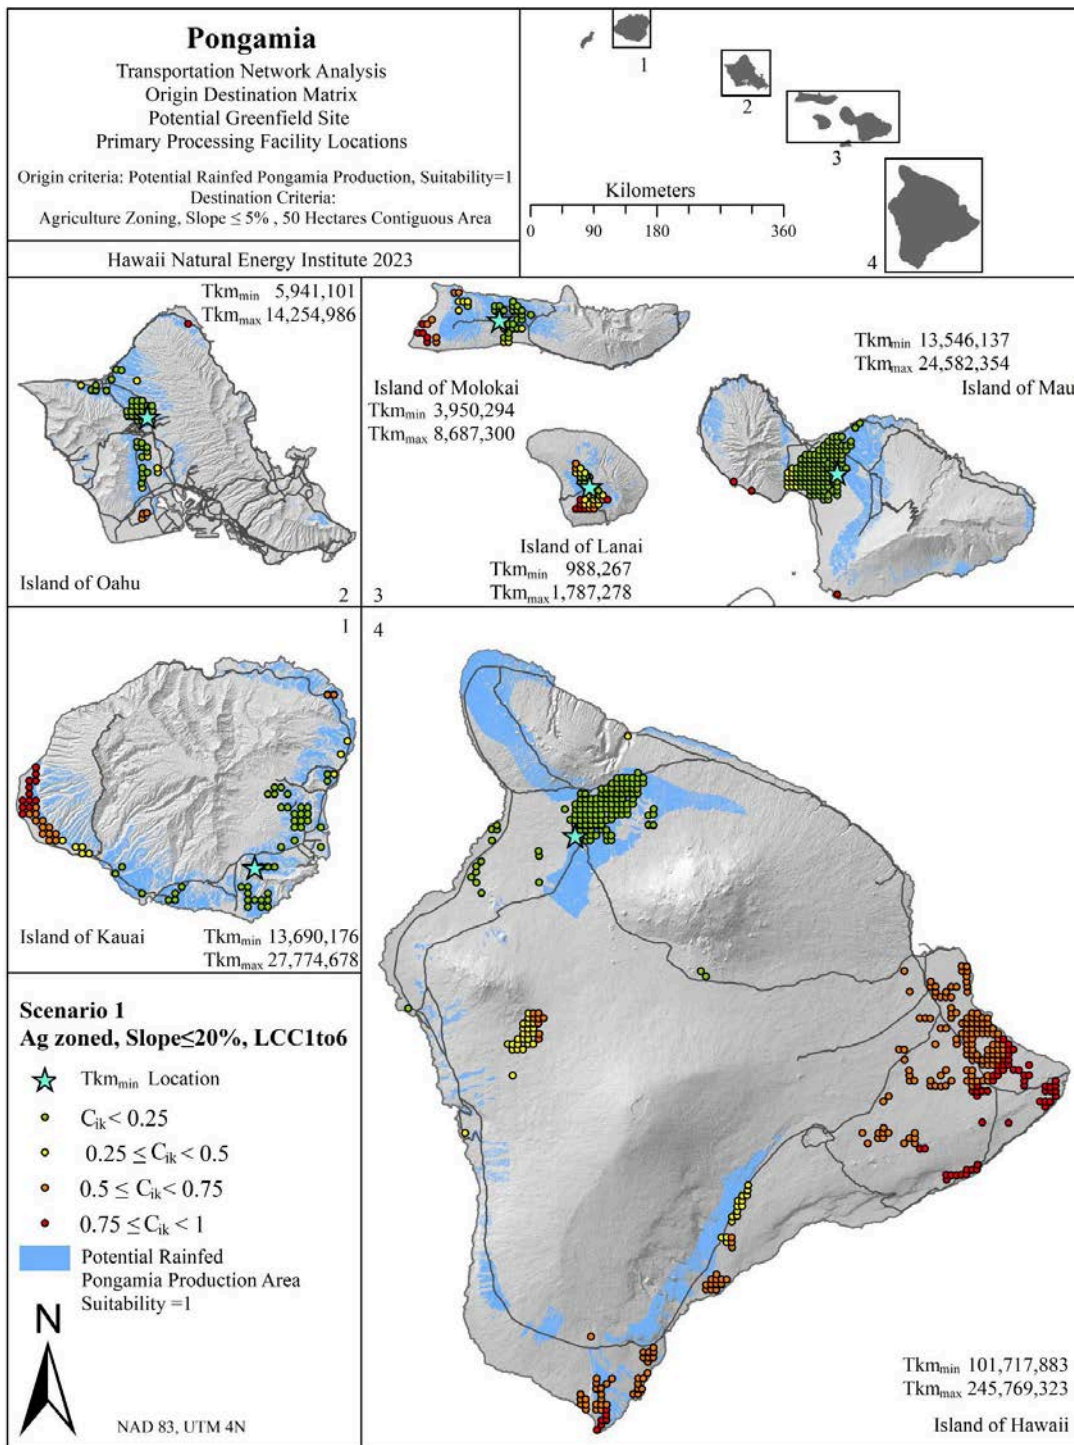 Pongamia
Transportation Network Analysis
Origin Destination Matrix
Potential Greenfield Site
Primary Processing Facility Locations
Origin criteria: Potential Rainfed Pongamia Production, Suitability=1
Destination Criteria:
Agriculture Zoning, Slope ≤ 5% , 50 Hectares Contiguous Area
Hawaii Natural Energy Institute 2023
1
2
3
4
Kilometers
0 90 180 360
Tkmmin 5,941,101
Tkmmax 14,254,986
Island of Oahu
2
Island of Molokai
Tkmmin 3,950,294
Tkmmax 8,687,300
Island of Lanai
Tkmmin 988,267
Tkmmax 1,787,278
3
Tkmmin 13,546,137
Tkmmax 24,582,354
Island of Mau
1
Island of Kauai
Tkmmin 13,690,176
Tkmmax 27,774,678
4
Tkmmin 101,717,883
Tkmmax 245,769,323
Island of Hawaii
Scenario 1
Ag zoned, Slope≤20%, LCC1to6
Tkmmin Location
Cik < 0.25
0.25 ≤ Cik < 0.5
0.5 ≤ Cik < 0.75
0.75 ≤ Cik < 1
Potential Rainfed
Pongamia Production Area
Suitability =1
N
NAD 83, UTM 4N